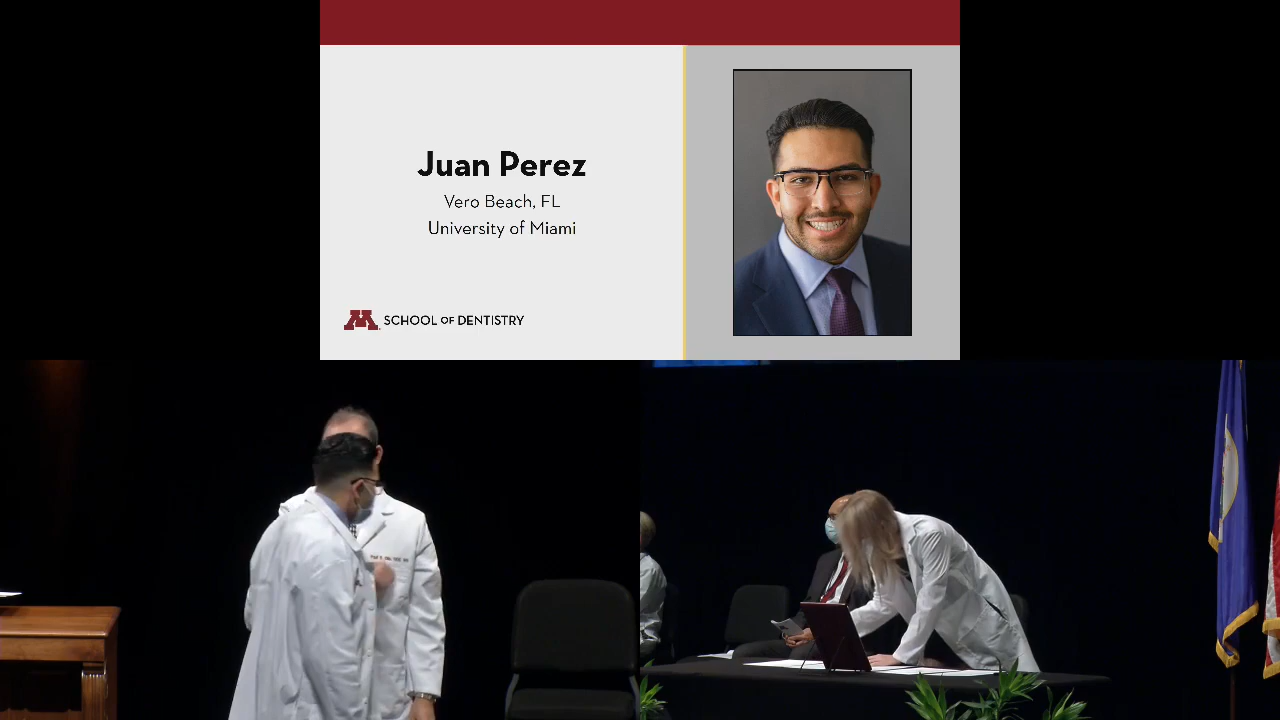 Juan Perez
Vero Beach, FL
University of Miami
M SCHOOL OF DENTISTRY